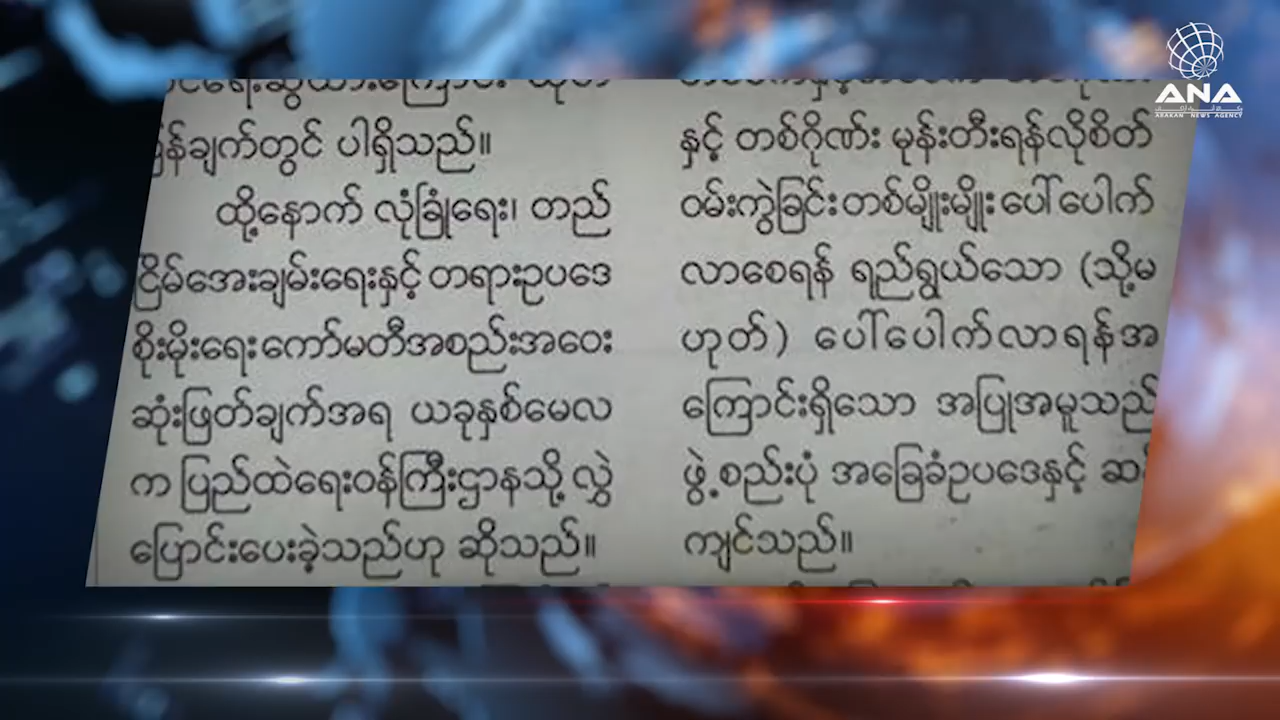 ပြန်ချက်တွင် ပါရှိသည်။
ထို့နောက် လုံခြုံရေး၊ တည်
ငြိမ်အေးချမ်းရေးနှင့် တရားဥပဒေ
စိုးမိုးရေးကော်မတီအစည်းအဝေး
ဆုံးဖြတ်ချက်အရ ယခုနှစ်မေလ
က ပြည်ထဲရေးဝန်ကြီးဌာနသို့ လွှဲ
ပြောင်းပေးခဲ့သည်ဟု ဆိုသည်။
နှင့် တစ်ဂိုဏ်း မုန်းတီးရန်လိုစိတ်
ဝမ်းကွဲခြင်းတစ်မျိုးမျိုး ပေါ်ပေါက်
လာစေရန် ရည်ရွယ်သော (သို့မ
ဟုတ်) ပေါ်ပေါက်လာရန်အ
ကြောင်းရှိသော အပြုအမူသည်
ဖွဲ့စည်းပုံ အခြေခံဥပဒေနှင့်
ကျင်သည်။
ANA
ARAKAN NEWS AGENCY